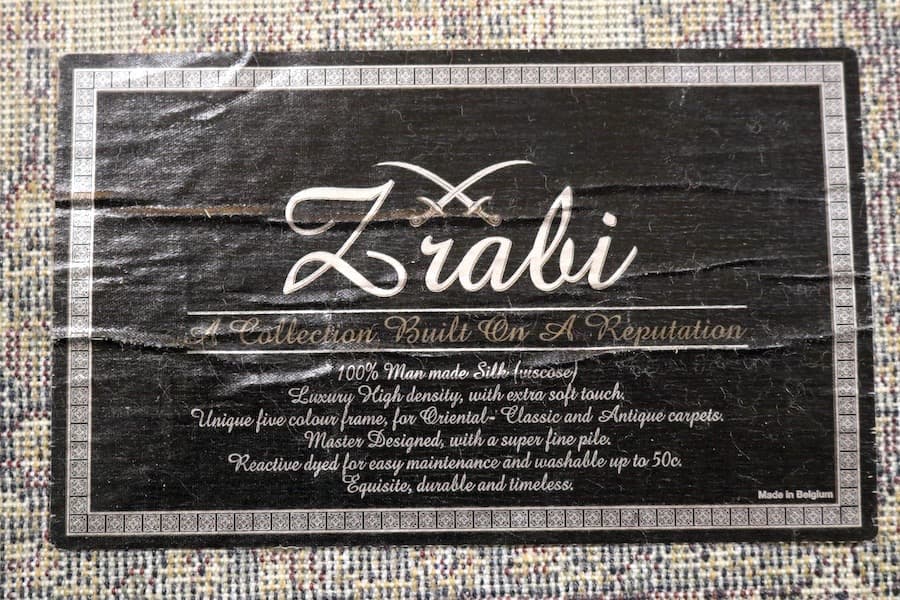 Zrabi
A Collection Built On A Reputation
100% Man made Silk (viscose)
Luxury High density, with extra soft touch.
Unique five colour frame, for Oriental- Classic and Antique carpets.
Master Designed, with a super fine pile.
Reactive dyed for easy maintenance and washable up to 50c.
Equisite, durable and timeless.
Made in Belgium